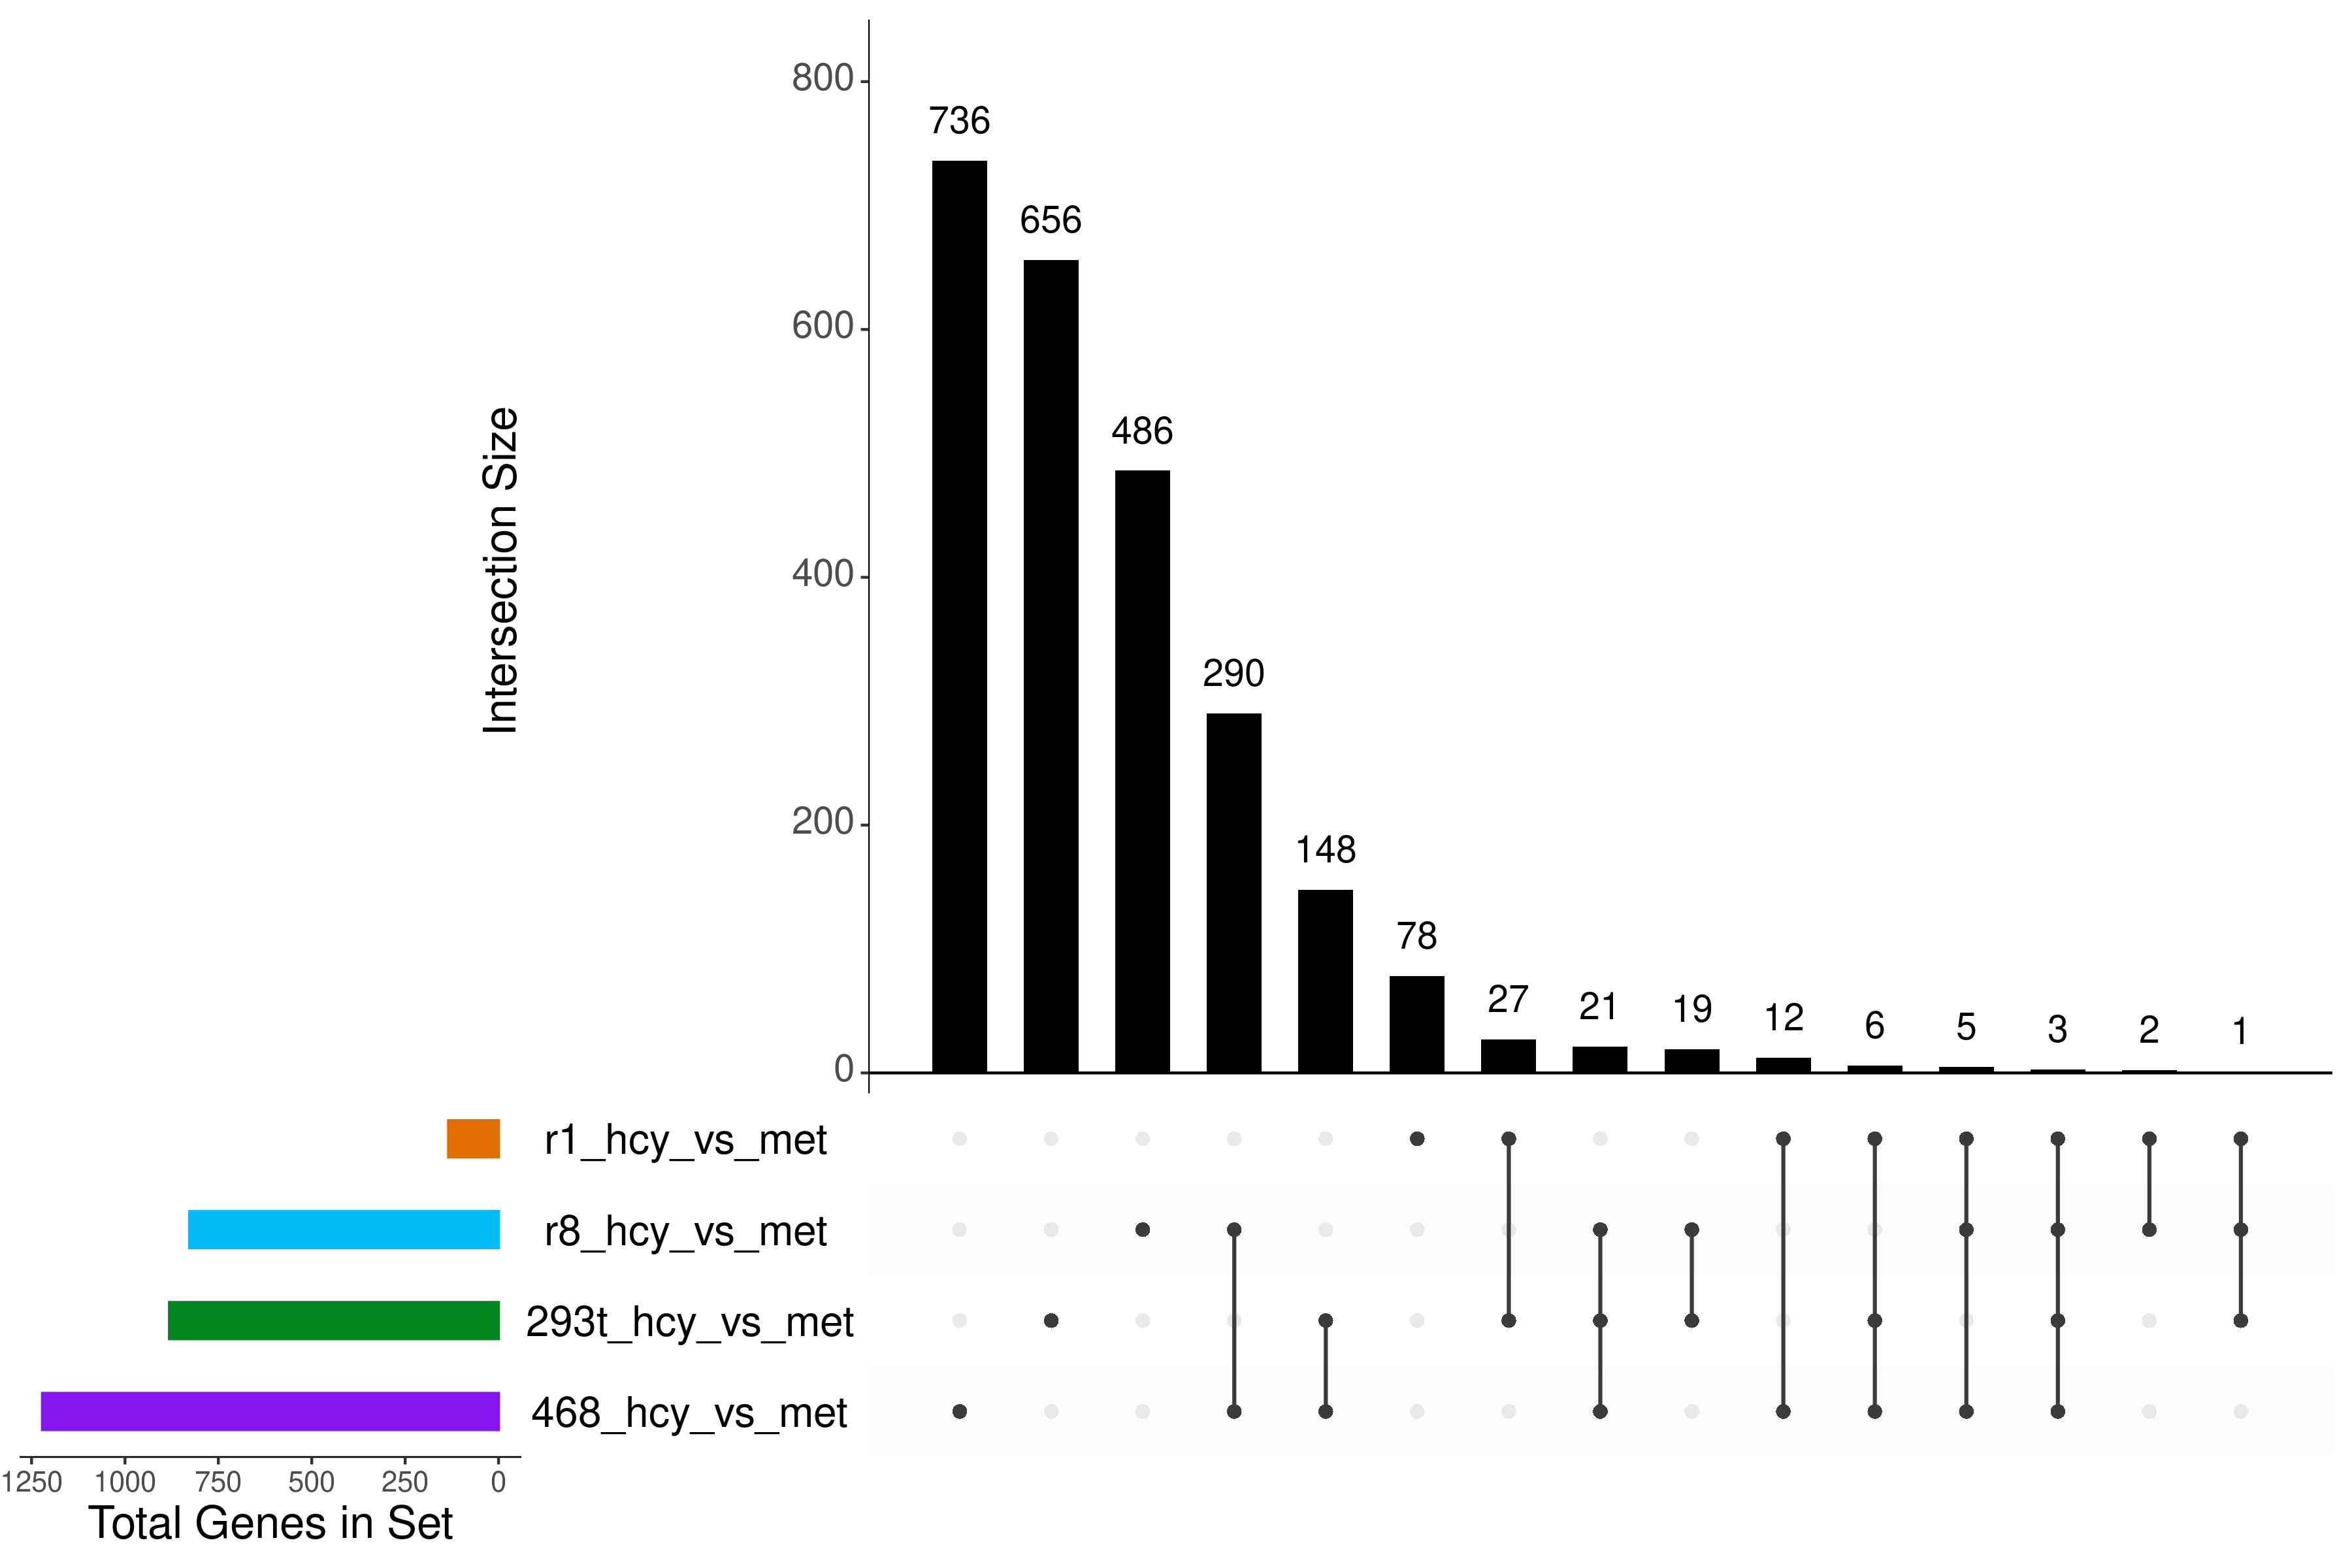 800
600
400
200
0
Intersection Size
736
656
486
290
148
78
27
21
19
12
6
5
3
2
1
r1_hcy_vs_met
r8_hcy_vs_met
293t_hcy_vs_met
468_hcy_vs_met
1250 1000 750 500 250 0
Total Genes in Set